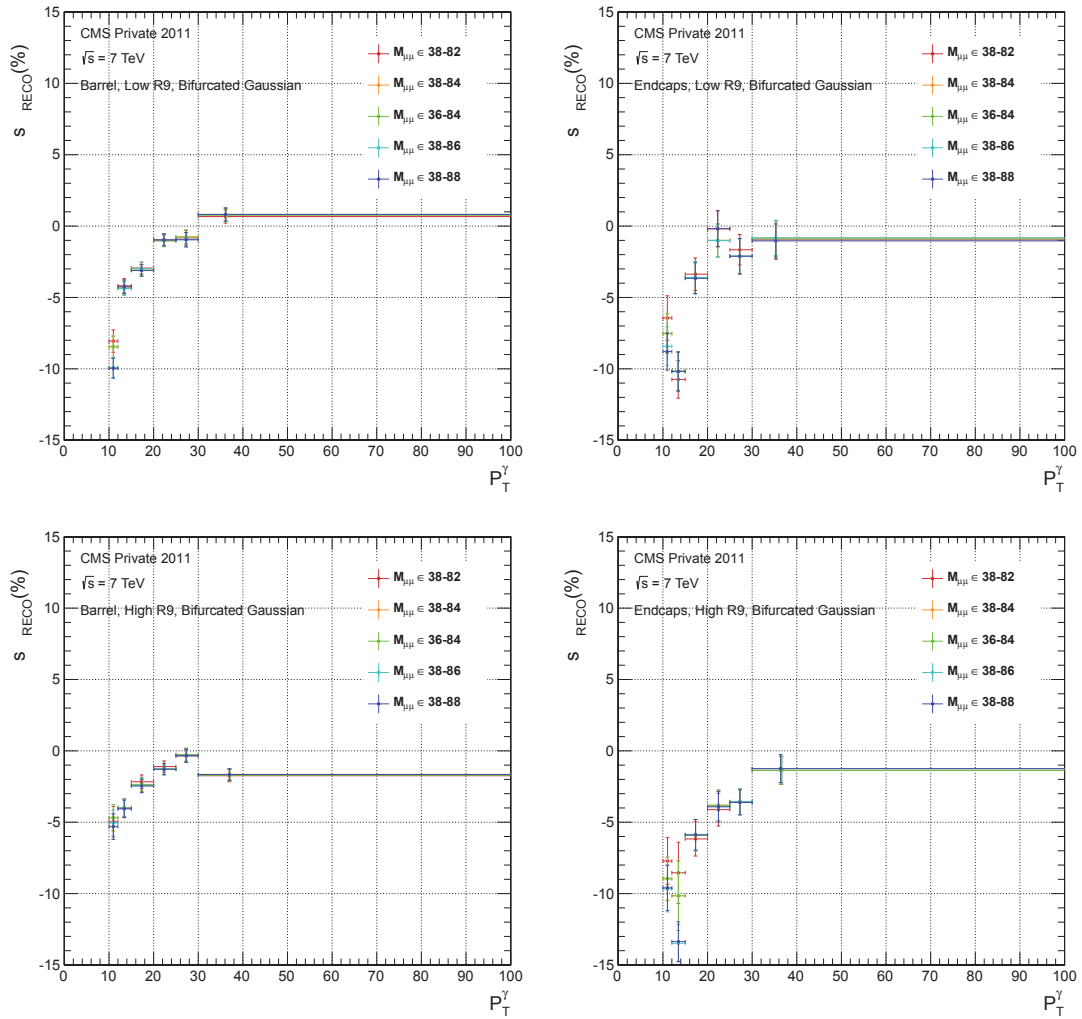 CMS Private 2011
√s = 7 TeV
Barrel, Low R9, Bifurcated Gaussian
M_μμ ∈ 38-82
M_μμ ∈ 38-84
M_μμ ∈ 36-84
M_μμ ∈ 38-86
M_μμ ∈ 38-88
s_RECO(%)
15
10
5
0
-5
-10
-15
0 10 20 30 40 50 60 70 80 90 100
P_T^γ
CMS Private 2011
√s = 7 TeV
Endcaps, Low R9, Bifurcated Gaussian
M_μμ ∈ 38-82
M_μμ ∈ 38-84
M_μμ ∈ 36-84
M_μμ ∈ 38-86
M_μμ ∈ 38-88
s_RECO(%)
15
10
5
0
-5
-10
-15
0 10 20 30 40 50 60 70 80 90 100
P_T^γ
CMS Private 2011
√s = 7 TeV
Barrel, High R9, Bifurcated Gaussian
M_μμ ∈ 38-82
M_μμ ∈ 38-84
M_μμ ∈ 36-84
M_μμ ∈ 38-86
M_μμ ∈ 38-88
s_RECO(%)
15
10
5
0
-5
-10
-15
0 10 20 30 40 50 60 70 80 90 100
P_T^γ
CMS Private 2011
√s = 7 TeV
Endcaps, High R9, Bifurcated Gaussian
M_μμ ∈ 38-82
M_μμ ∈ 38-84
M_μμ ∈ 36-84
M_μμ ∈ 38-86
M_μμ ∈ 38-88
s_RECO(%)
15
10
5
0
-5
-10
-15
0 10 20 30 40 50 60 70 80 90 100
P_T^γ